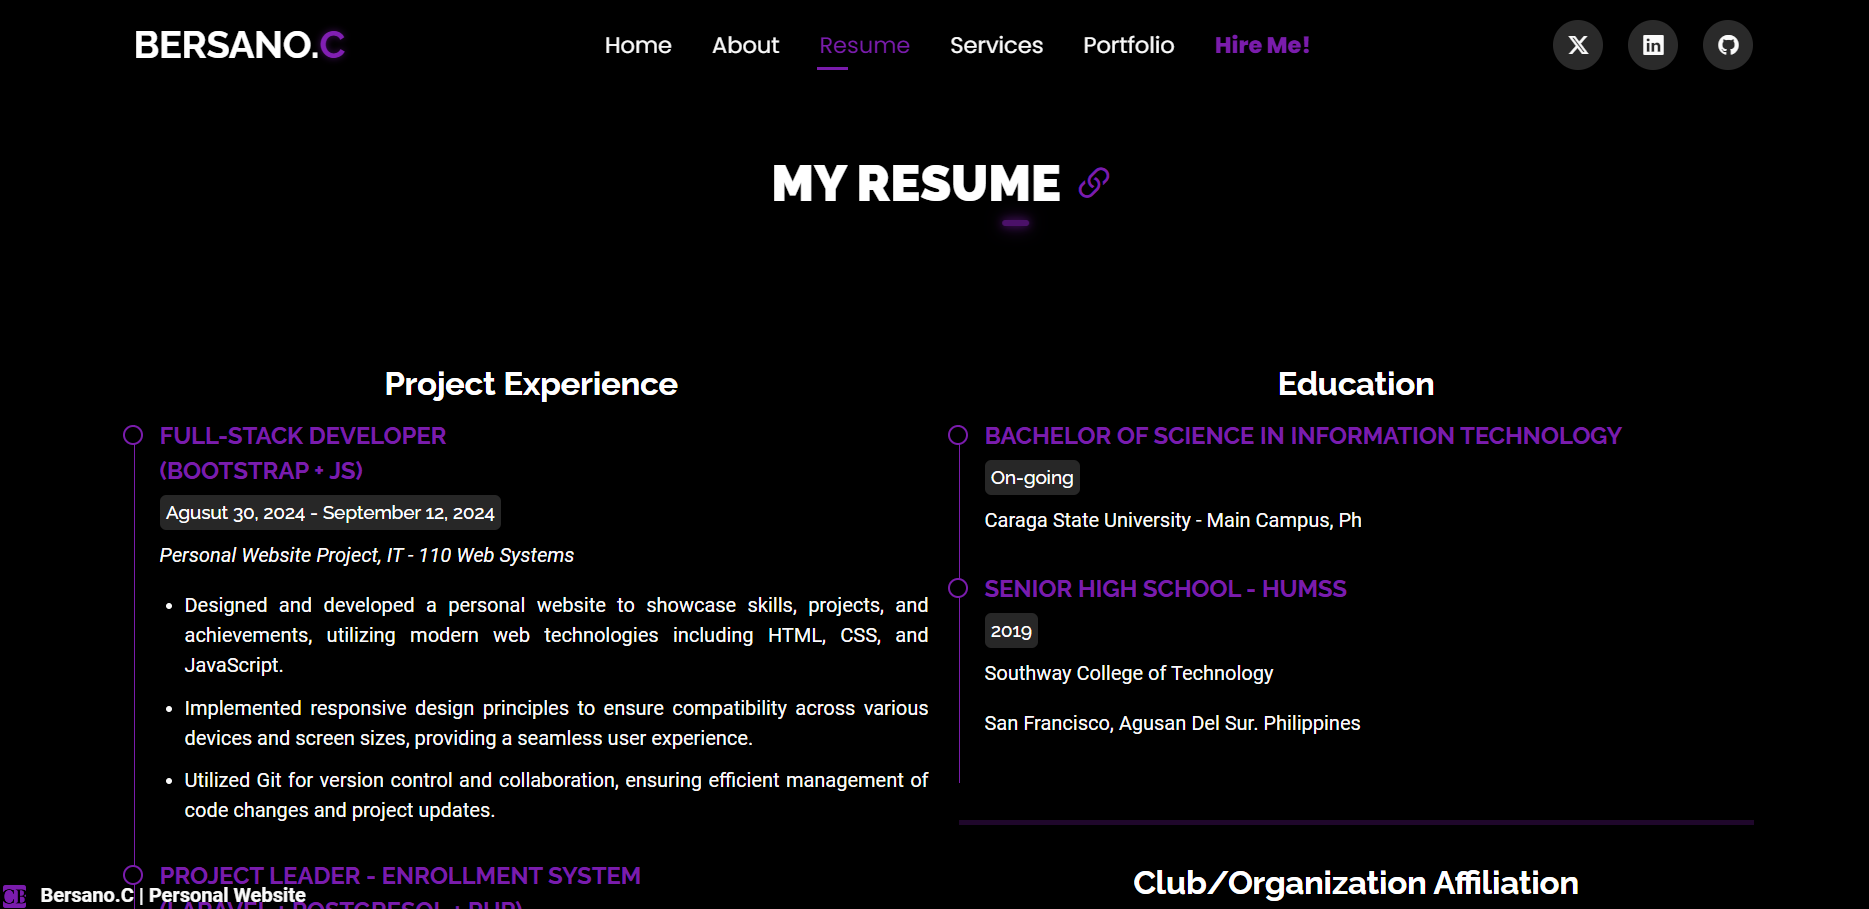 BERSANO.C
Home About Resume Services Portfolio Hire Me!
MY RESUME
Project Experience
FULL-STACK DEVELOPER
(BOOTSTRAP + JS)
Agusut 30, 2024 - September 12, 2024
Personal Website Project, IT - 110 Web Systems
• Designed and developed a personal website to showcase skills, projects, and
achievements, utilizing modern web technologies including HTML, CSS, and
JavaScript.
• Implemented responsive design principles to ensure compatibility across various
devices and screen sizes, providing a seamless user experience.
• Utilized Git for version control and collaboration, ensuring efficient management of
code changes and project updates.
PROJECT LEADER - ENROLLMENT SYSTEM
(LARAVEL + POSTGRESQL + PHP)
Education
BACHELOR OF SCIENCE IN INFORMATION TECHNOLOGY
On-going
Caraga State University - Main Campus, Ph
SENIOR HIGH SCHOOL - HUMSS
2019
Southway College of Technology
San Francisco, Agusan Del Sur. Philippines
Club/Organization Affiliation
CB Bersano.C | Personal Website